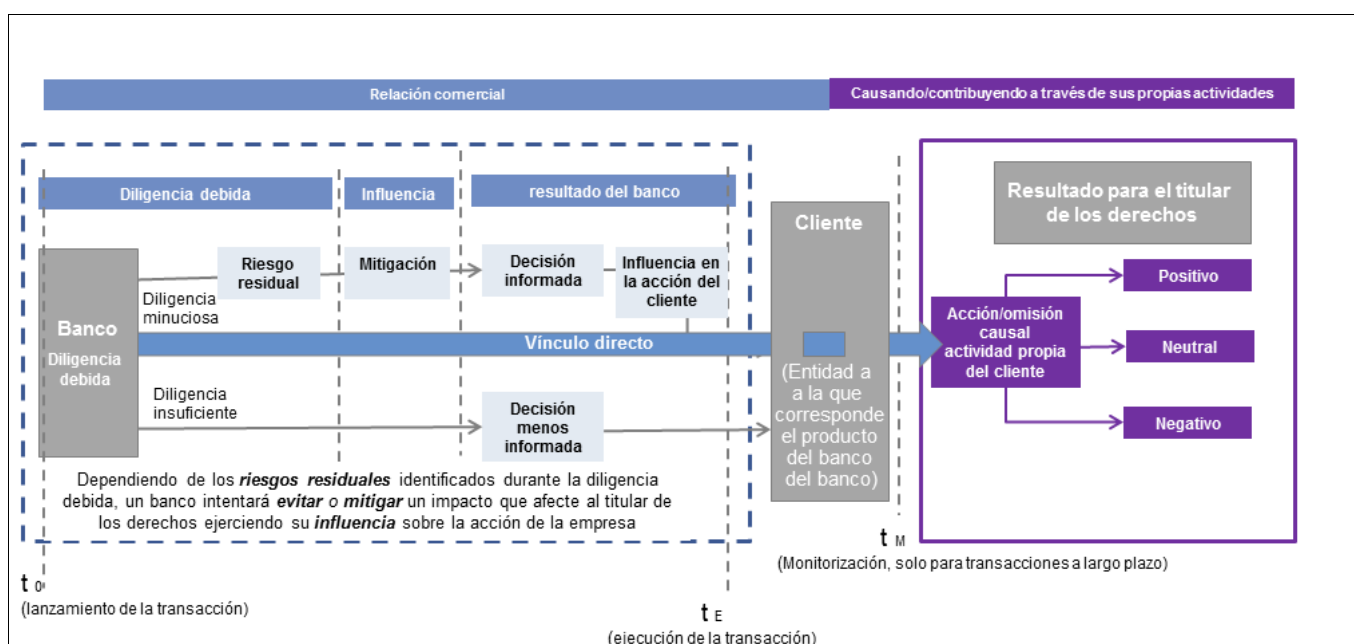 Relación comercial
Causando/contribuyendo a través de sus propias actividades
Diligencia debida
Influencia
resultado del banco
Resultado para el titular
de los derechos
Banco
Diligencia
debida
Diligencia
minuciosa
Riesgo
residual
Mitigación
Decisión
informada
Influencia en
la acción del
cliente
Vínculo directo
Diligencia
insuficiente
Decisión
menos
informada
Dependiendo de los riesgos residuales identificados durante la diligencia
debida, un banco intentará evitar o mitigar un impacto que afecte al titular de
los derechos ejerciendo su influencia sobre la acción de la empresa
Cliente
(Entidad a
a la que
corresponde
el producto
del banco
del banco)
Acción/omisión
causal
actividad propia
del cliente
Positivo
Neutral
Negativo
t 0
(lanzamiento de la transacción)
t E
(ejecución de la transacción)
t M
(Monitorización, solo para transacciones a largo plazo)